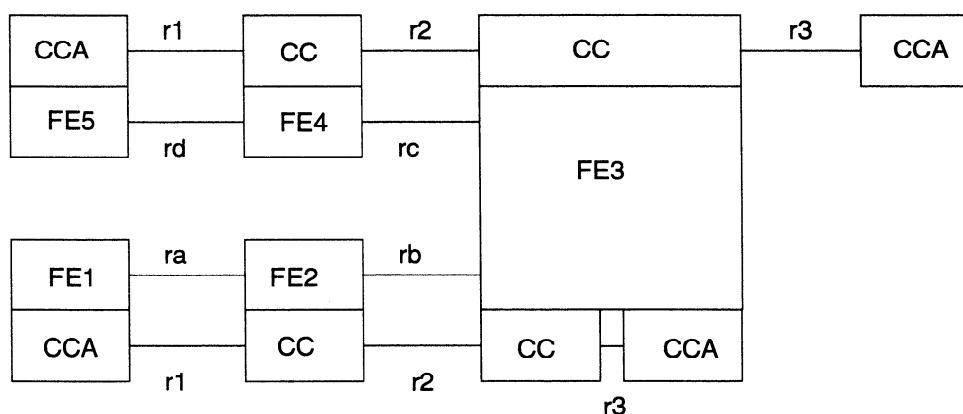 CCA r1 CC r2 CC r3 CCA
FE5 rd FE4 rc FE3
FE1 ra FE2 rb
CCA r1 CC r2 CC r3 CCA